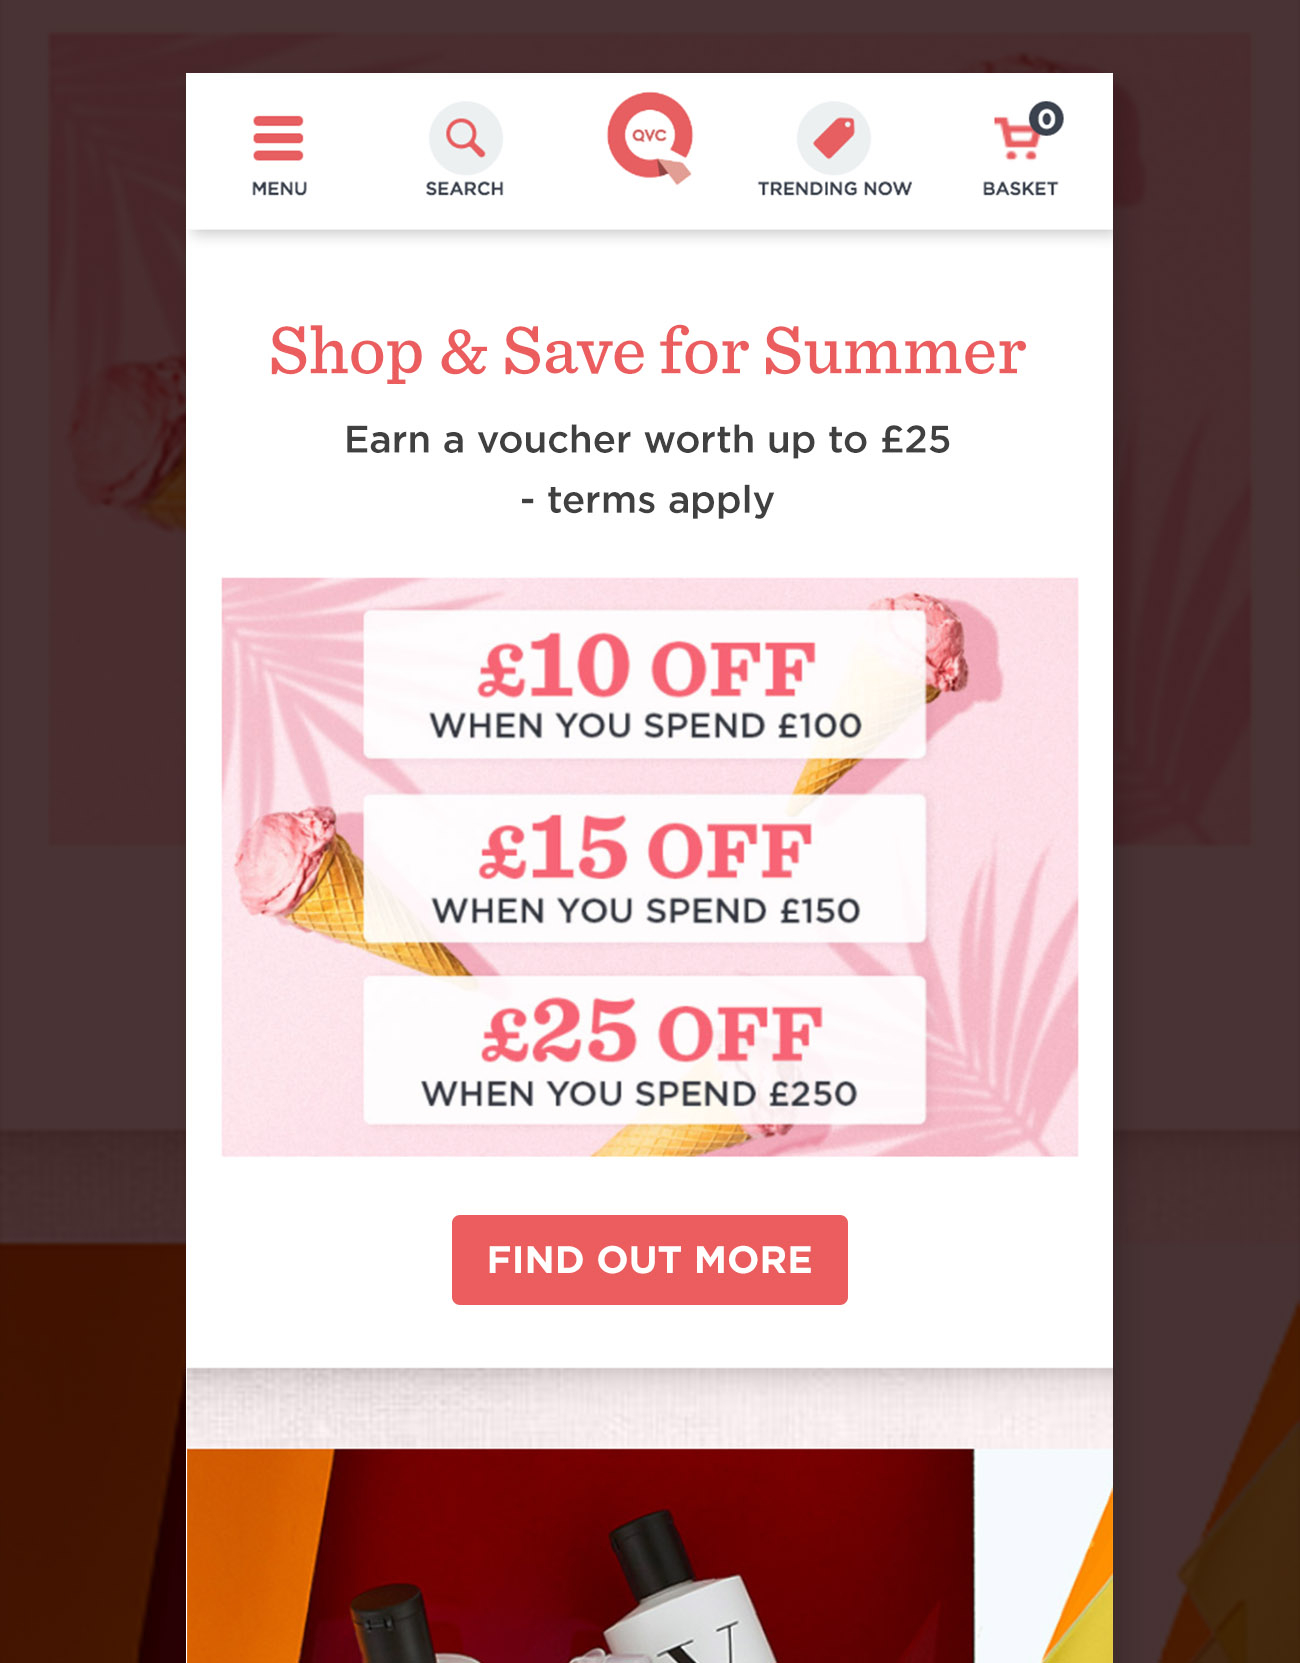 MENU
SEARCH
QVC
TRENDING NOW
0
BASKET
Shop & Save for Summer
Earn a voucher worth up to £25
- terms apply
£10 OFF
WHEN YOU SPEND £100
£15 OFF
WHEN YOU SPEND £150
£25 OFF
WHEN YOU SPEND £250
FIND OUT MORE
V